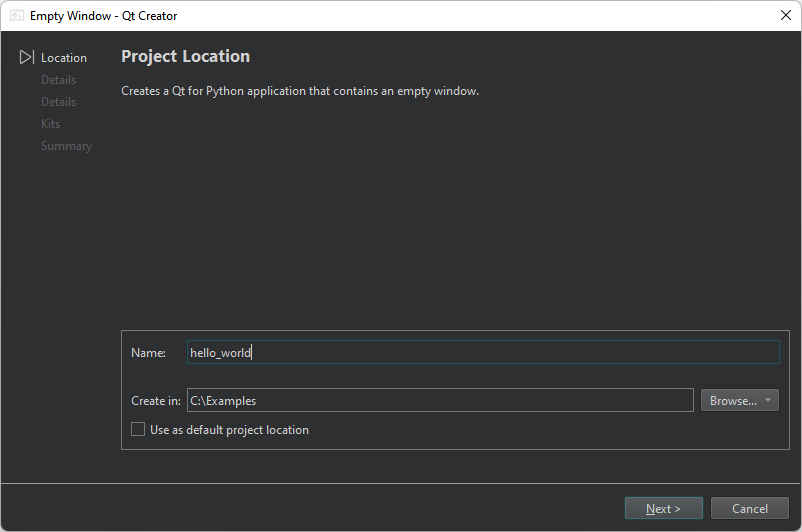 Empty Window - Qt Creator
Location
Details
Details
Kits
Summary
Project Location
Creates a Qt for Python application that contains an empty window.
Name: hello_world
Create in: C:\Examples Browse...
Use as default project location
Next > Cancel